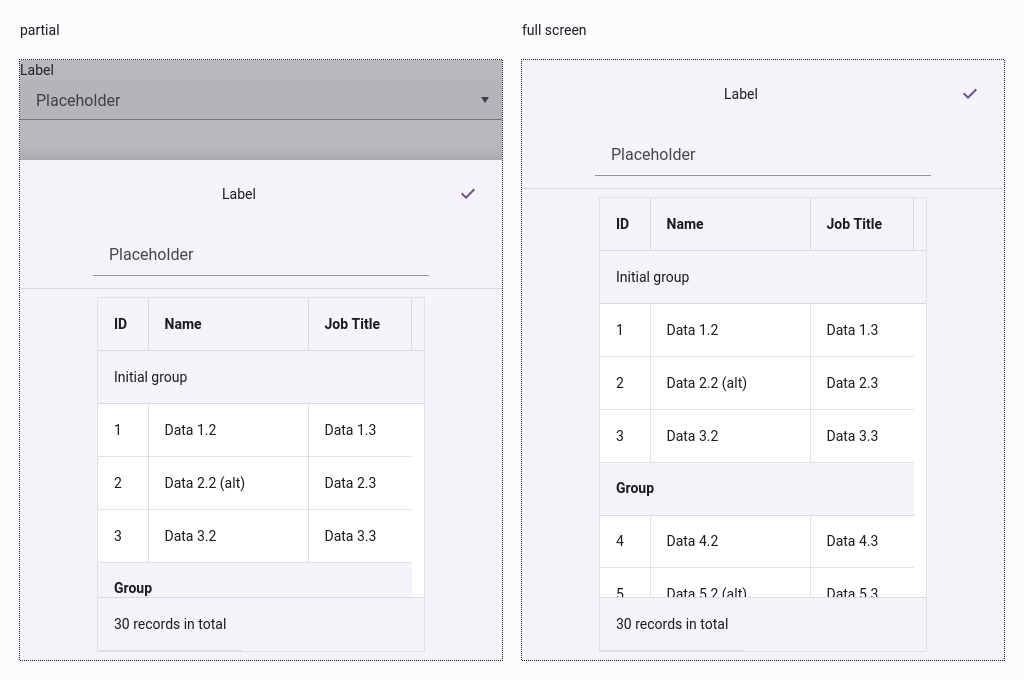 partial
Label
Placeholder
Label
Placeholder
ID Name Job Title
Initial group
1 Data 1.2 Data 1.3
2 Data 2.2 (alt) Data 2.3
3 Data 3.2 Data 3.3
Group
30 records in total
full screen
Label
Placeholder
ID Name Job Title
Initial group
1 Data 1.2 Data 1.3
2 Data 2.2 (alt) Data 2.3
3 Data 3.2 Data 3.3
Group
4 Data 4.2 Data 4.3
5 Data 5.2 (alt) Data 5.3
30 records in total